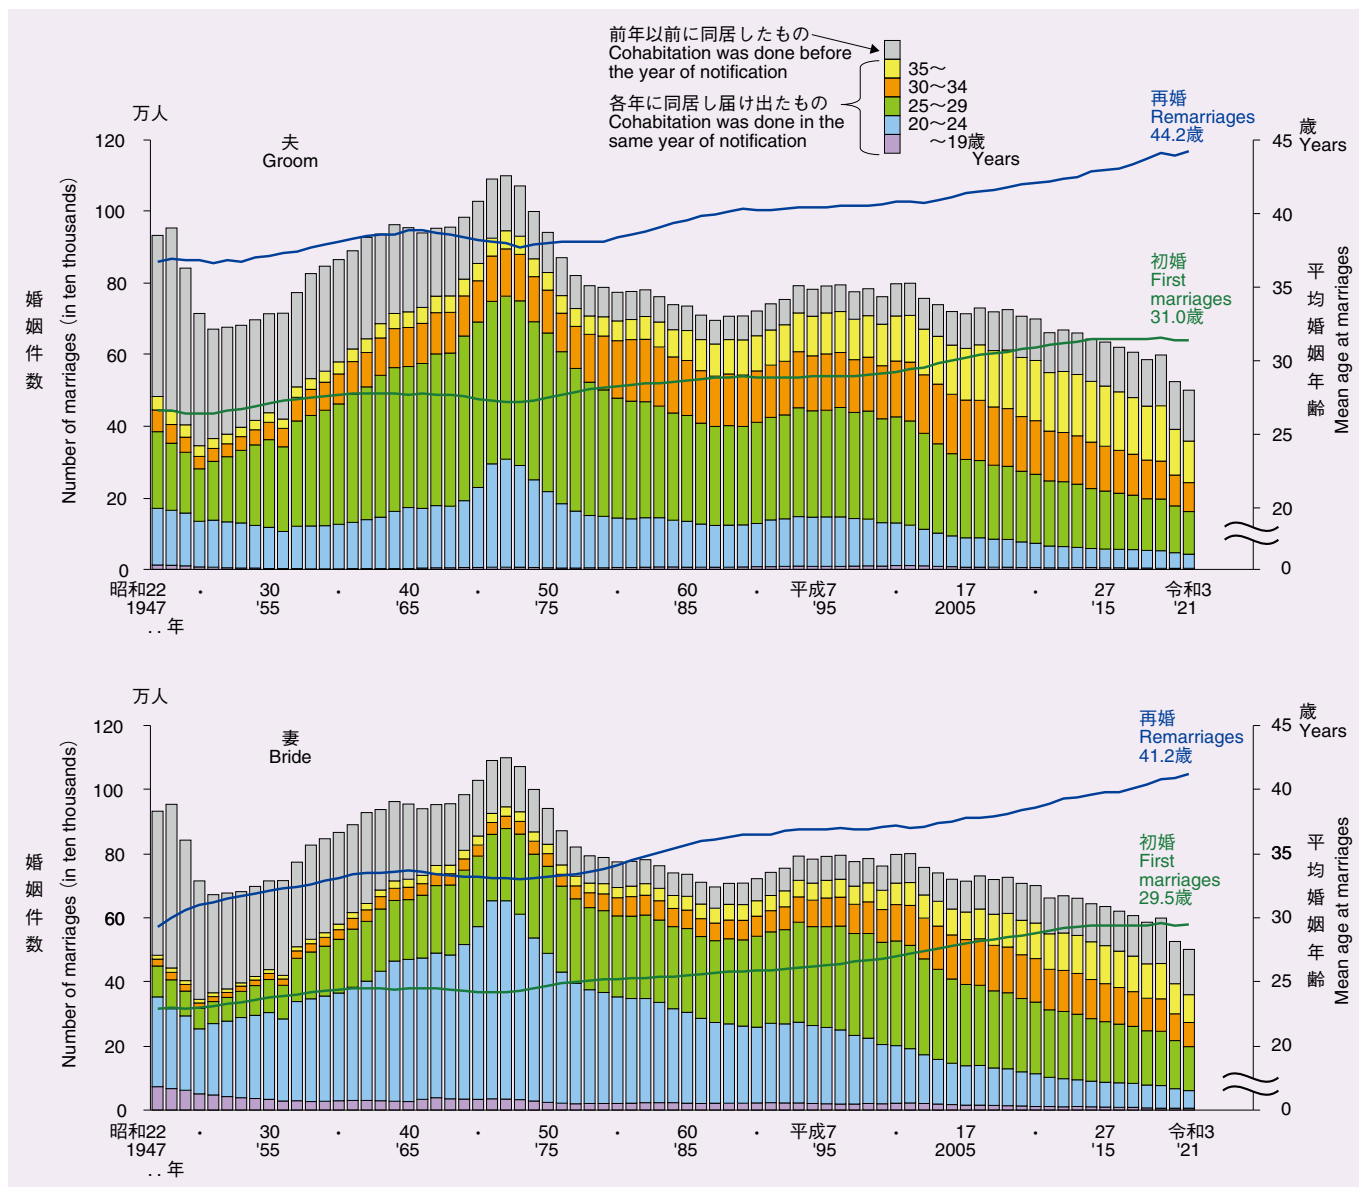 前年以前に同居したもの
Cohabitation was done before
the year of notification
各年に同居し届け出たもの
Cohabitation was done in the
same year of notification
35〜
30〜34
25〜29
20〜24
〜19歳
Years
万人
夫
Groom
再婚
Remarriages
44.2歳
初婚
First
marriages
31.0歳
歳
Years
婚姻件数
Number of marriages (in ten thousands)
120
100
80
60
40
20
0
45
40
35
30
25
20
0
平均婚姻年齢
Mean age at marriages
昭和22 ・ 30 ・ 40 ・ 50 ・ 60 ・ 平成7 ・ 17 ・ 27 令和3
1947 '55 '65 '75 '85 '95 2005 '15 '21
‥年
万人
妻
Bride
再婚
Remarriages
41.2歳
初婚
First
marriages
29.5歳
歳
Years
婚姻件数
Number of marriages (in ten thousands)
120
100
80
60
40
20
0
45
40
35
30
25
20
0
平均婚姻年齢
Mean age at marriages
昭和22 ・ 30 ・ 40 ・ 50 ・ 60 ・ 平成7 ・ 17 ・ 27 令和3
1947 '55 '65 '75 '85 '95 2005 '15 '21
‥年